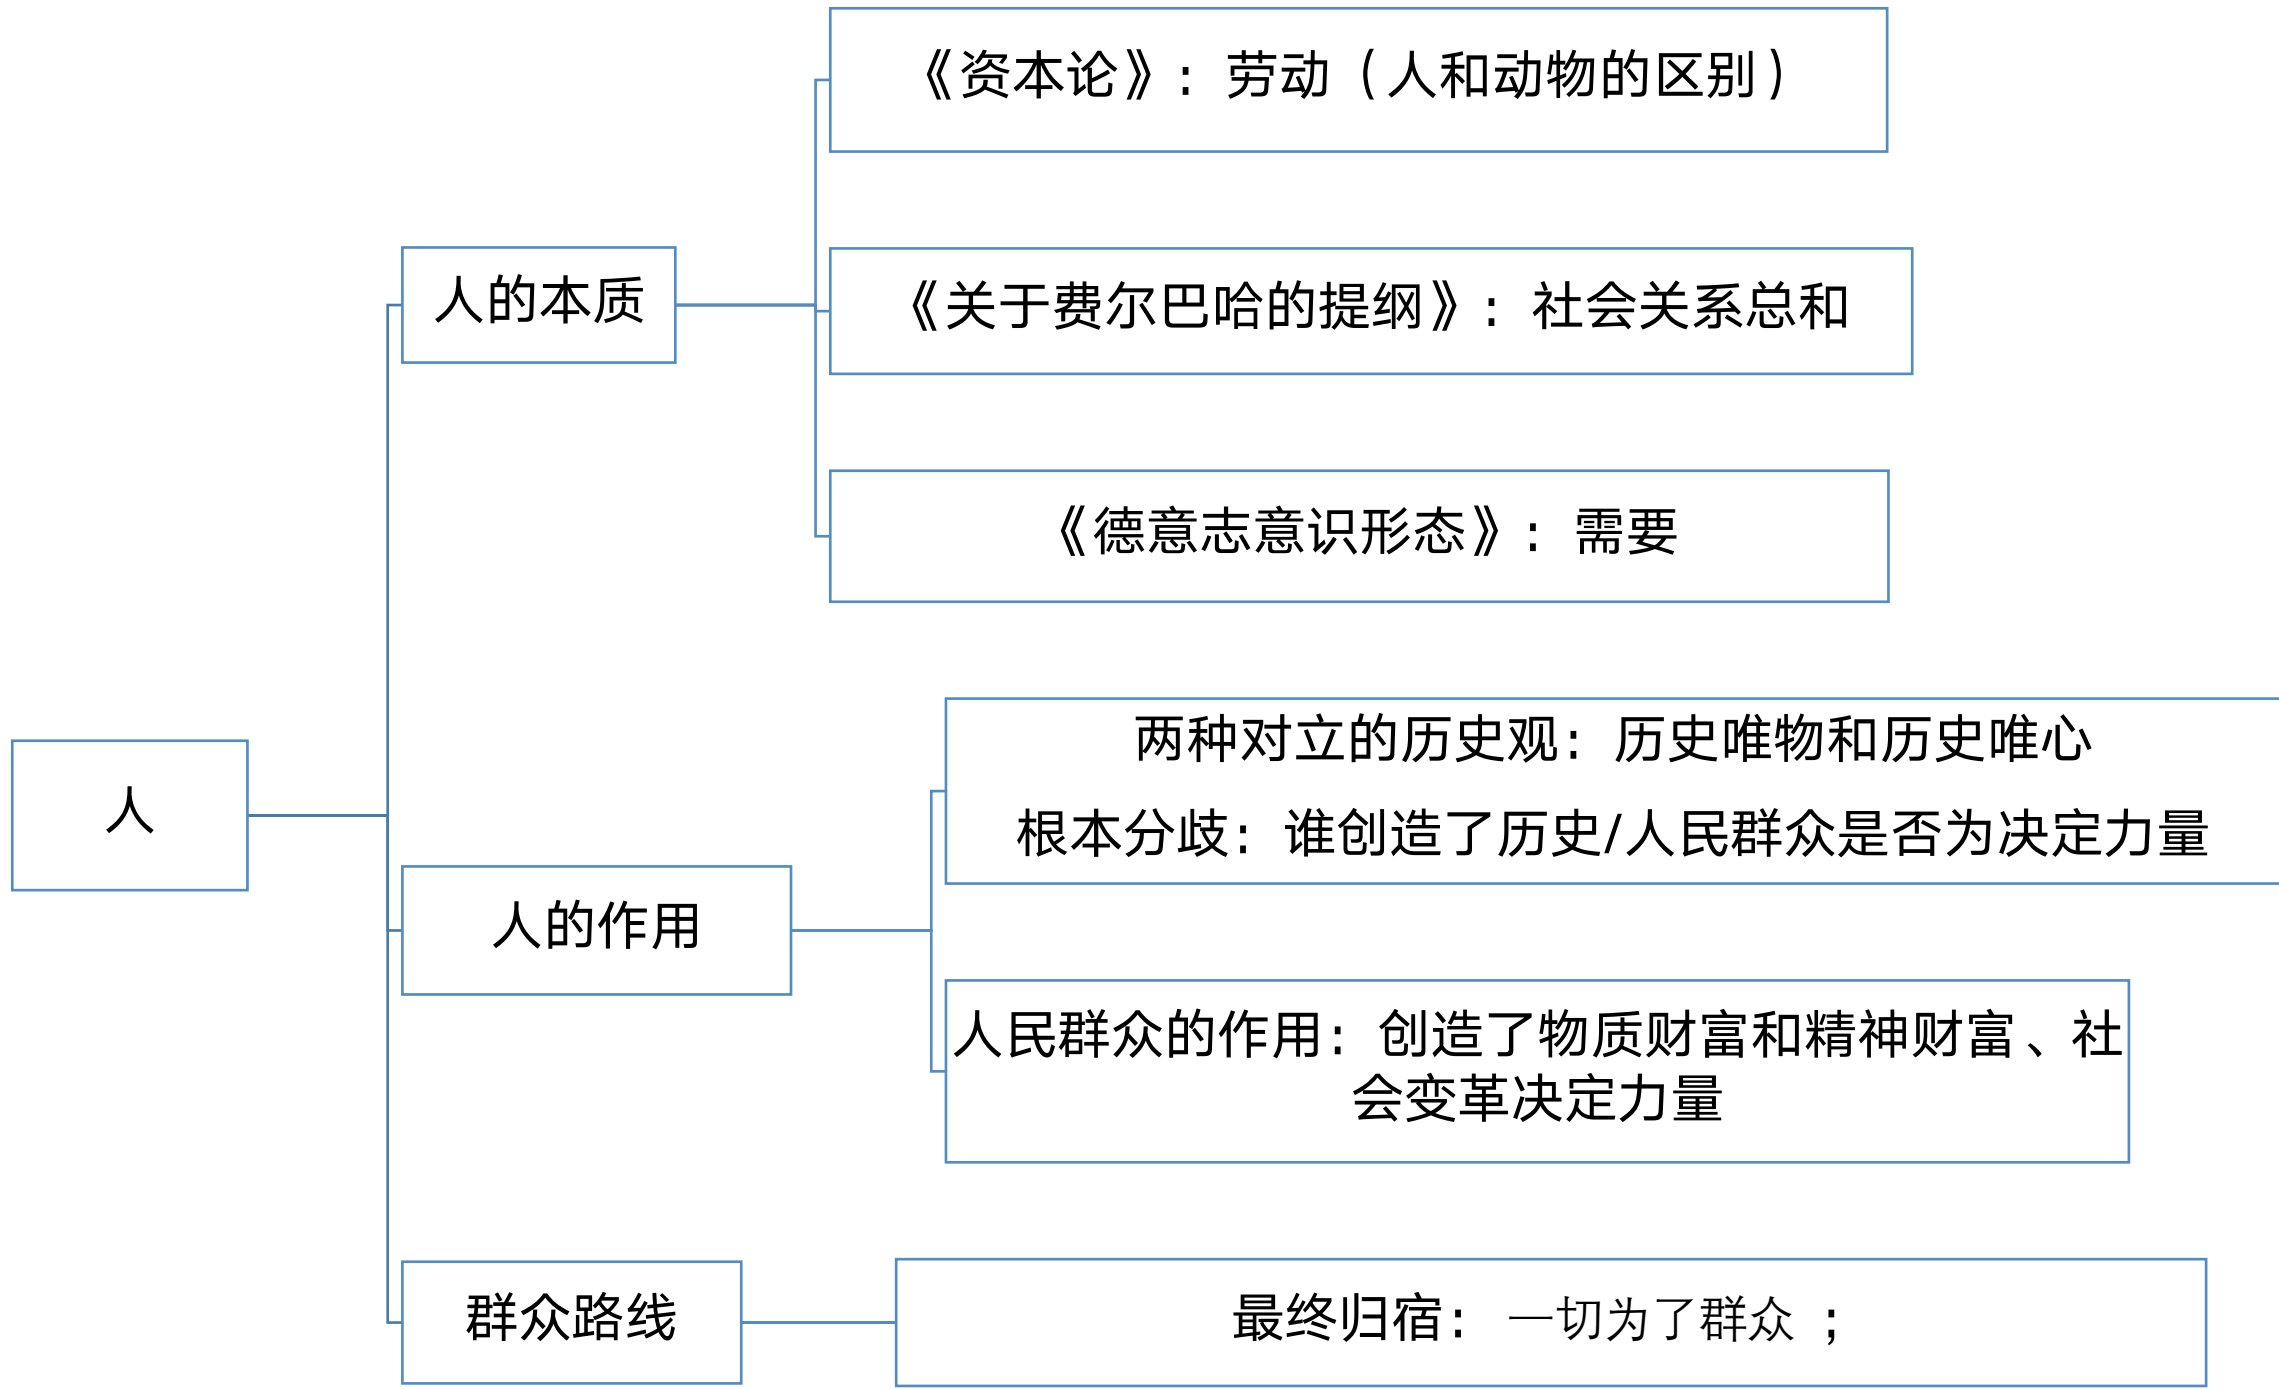 人
人的本质
《资本论》：劳动（人和动物的区别）
《关于费尔巴哈的提纲》：社会关系总和
《德意志意识形态》：需要
人的作用
两种对立的历史观：历史唯物和历史唯心
根本分歧：谁创造了历史/人民群众是否为决定力量
人民群众的作用：创造了物质财富和精神财富、社
会变革决定力量
群众路线
最终归宿：一切为了群众 ；